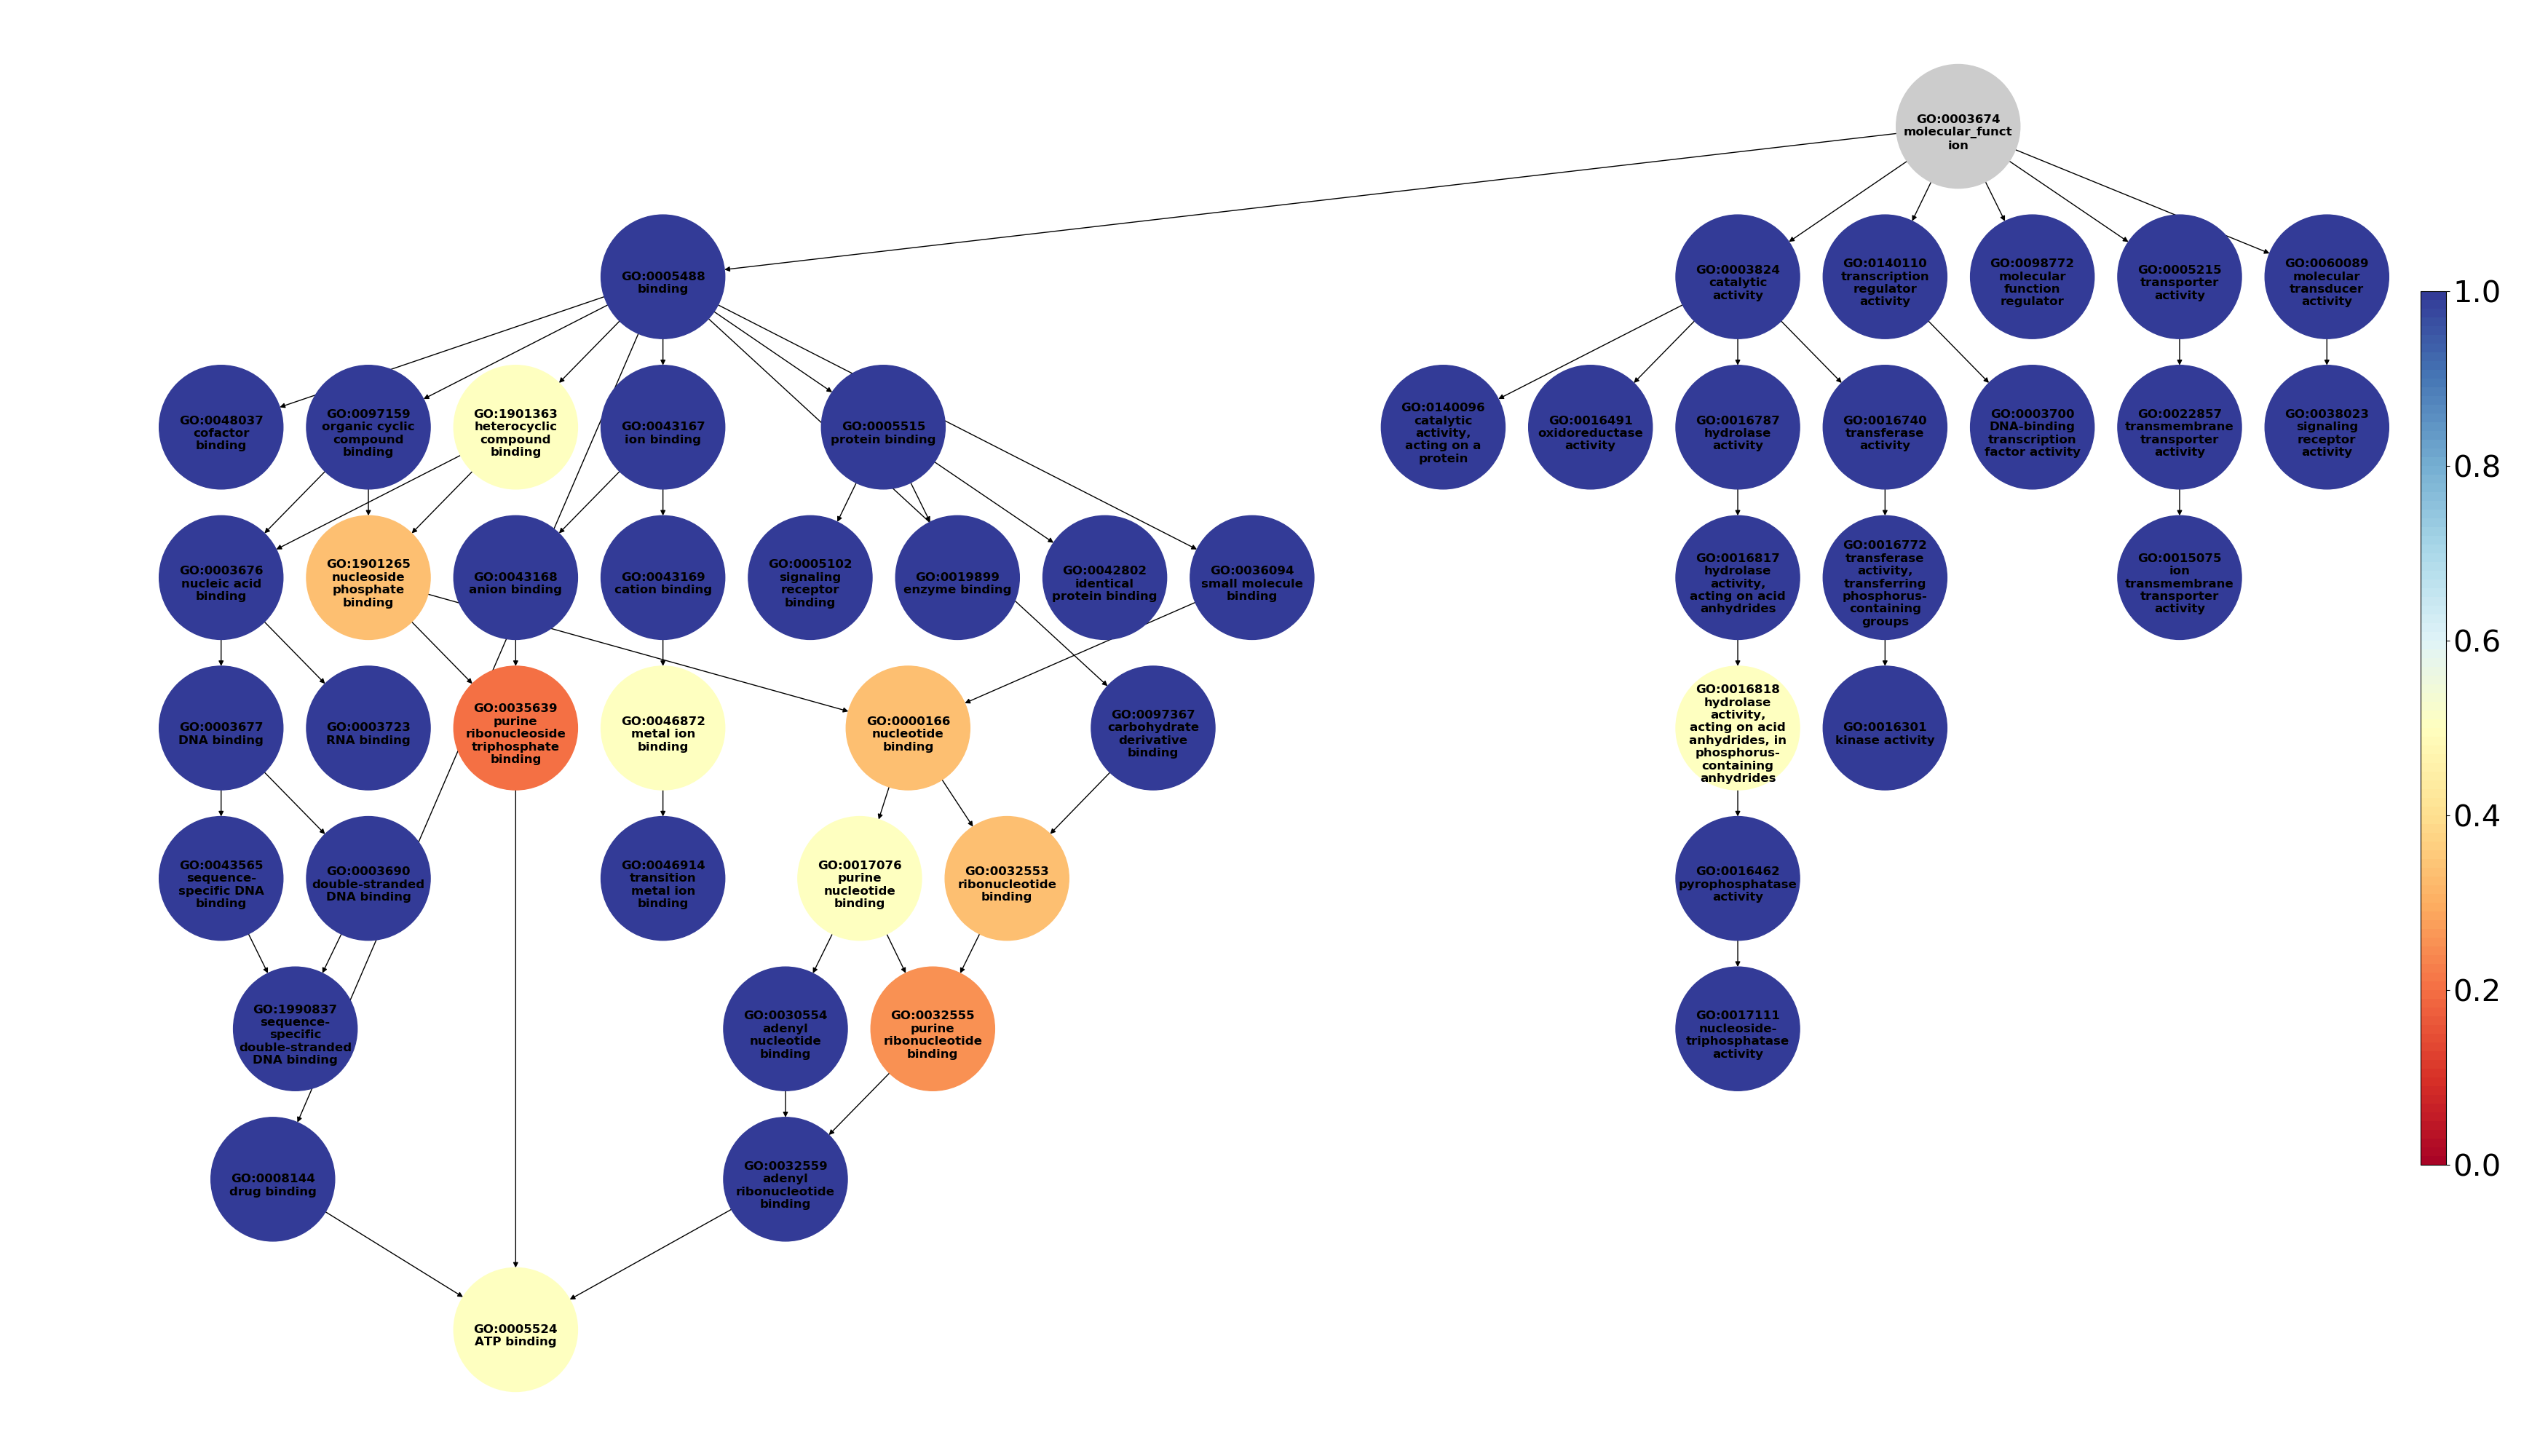 GO:0003674
molecular_funct
ion
GO:0005488
binding
GO:0003824
catalytic
activity
GO:0140110
transcription
regulator
activity
GO:0098772
molecular
function
regulator
GO:0005215
transporter
activity
GO:0060089
molecular
transducer
activity
GO:0048037
cofactor
binding
GO:0097159
organic cyclic
compound
binding
GO:1901363
heterocyclic
compound
binding
GO:0043167
ion binding
GO:0005515
protein binding
GO:0140096
catalytic
activity,
acting on a
protein
GO:0016491
oxidoreductase
activity
GO:0016787
hydrolase
activity
GO:0016740
transferase
activity
GO:0003700
DNA-binding
transcription
factor activity
GO:0022857
transmembrane
transporter
activity
GO:0038023
signaling
receptor
activity
GO:0003676
nucleic acid
binding
GO:1901265
nucleoside
phosphate
binding
GO:0043168
anion binding
GO:0043169
cation binding
GO:0005102
signaling
receptor
binding
GO:0019899
enzyme binding
GO:0042802
identical
protein binding
GO:0036094
small molecule
binding
GO:0016817
hydrolase
activity,
acting on acid
anhydrides
GO:0016772
transferase
activity,
transferring
phosphorus-
containing
groups
GO:0015075
ion
transmembrane
transporter
activity
GO:0003677
DNA binding
GO:0003723
RNA binding
GO:0035639
purine
ribonucleoside
triphosphate
binding
GO:0046872
metal ion
binding
GO:0000166
nucleotide
binding
GO:0097367
carbohydrate
derivative
binding
GO:0016818
hydrolase
activity,
acting on acid
anhydrides, in
phosphorus-
containing
anhydrides
GO:0016301
kinase activity
GO:0043565
sequence-
specific DNA
binding
GO:0003690
double-stranded
DNA binding
GO:0046914
transition
metal ion
binding
GO:0017076
purine
nucleotide
binding
GO:0032553
ribonucleotide
binding
GO:0016462
pyrophosphatase
activity
GO:1990837
sequence-
specific
double-stranded
DNA binding
GO:0030554
adenyl
nucleotide
binding
GO:0032555
purine
ribonucleotide
binding
GO:0017111
nucleoside-
triphosphatase
activity
GO:0008144
drug binding
GO:0032559
adenyl
ribonucleotide
binding
GO:0005524
ATP binding
1.0
0.8
0.6
0.4
0.2
0.0